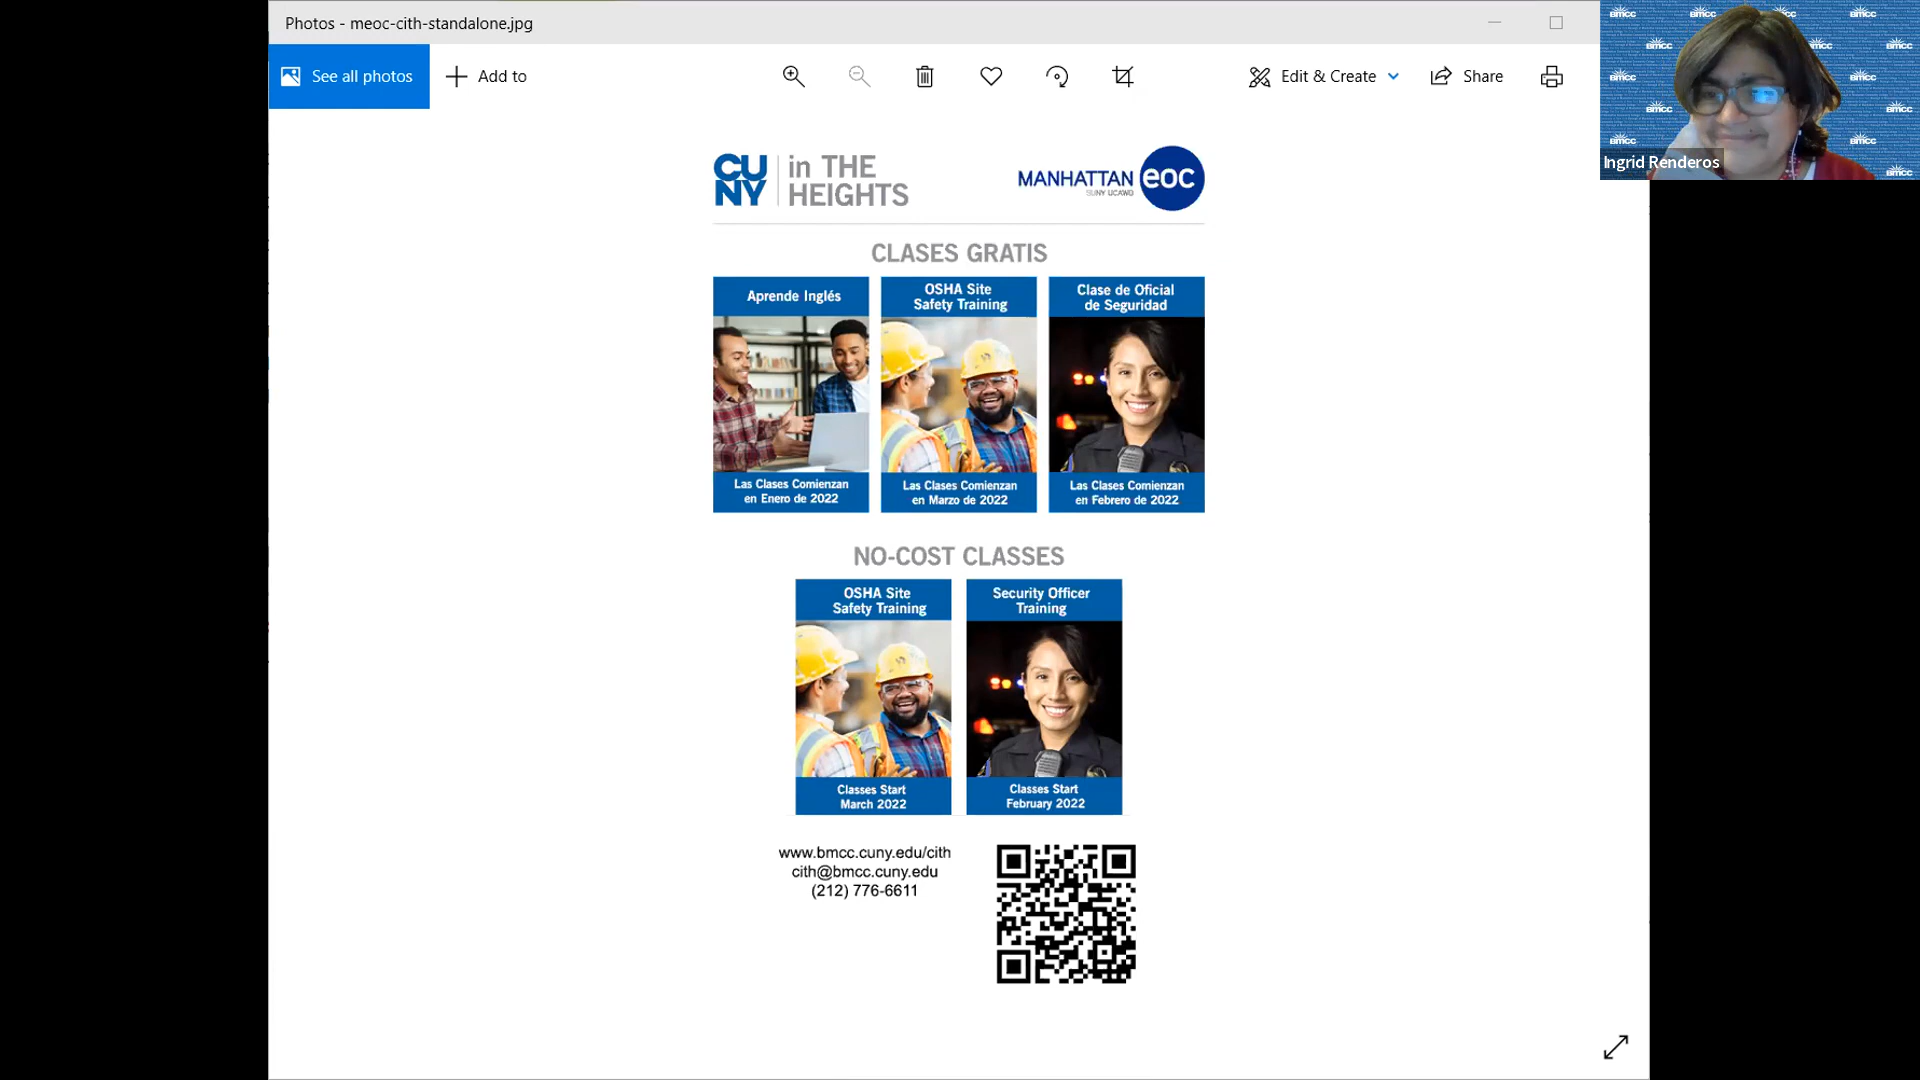 Photos - meoc-cith-standalone.jpg
See all photos
Add to
Edit & Create
Share
BMCC
Ingrid Renderos
CUNY
in THE HEIGHTS
MANHATTAN eoc
SUNY UCAWD
CLASES GRATIS
Aprende Inglés
OSHA Site
Safety Training
Clase de Oficial
de Seguridad
Las Clases Comienzan
en Enero de 2022
Las Clases Comienzan
en Marzo de 2022
Las Clases Comienzan
en Febrero de 2022
NO-COST CLASSES
OSHA Site
Safety Training
Security Officer
Training
Classes Start
March 2022
Classes Start
February 2022
www.bmcc.cuny.edu/cith
cith@bmcc.cuny.edu
(212) 776-6611